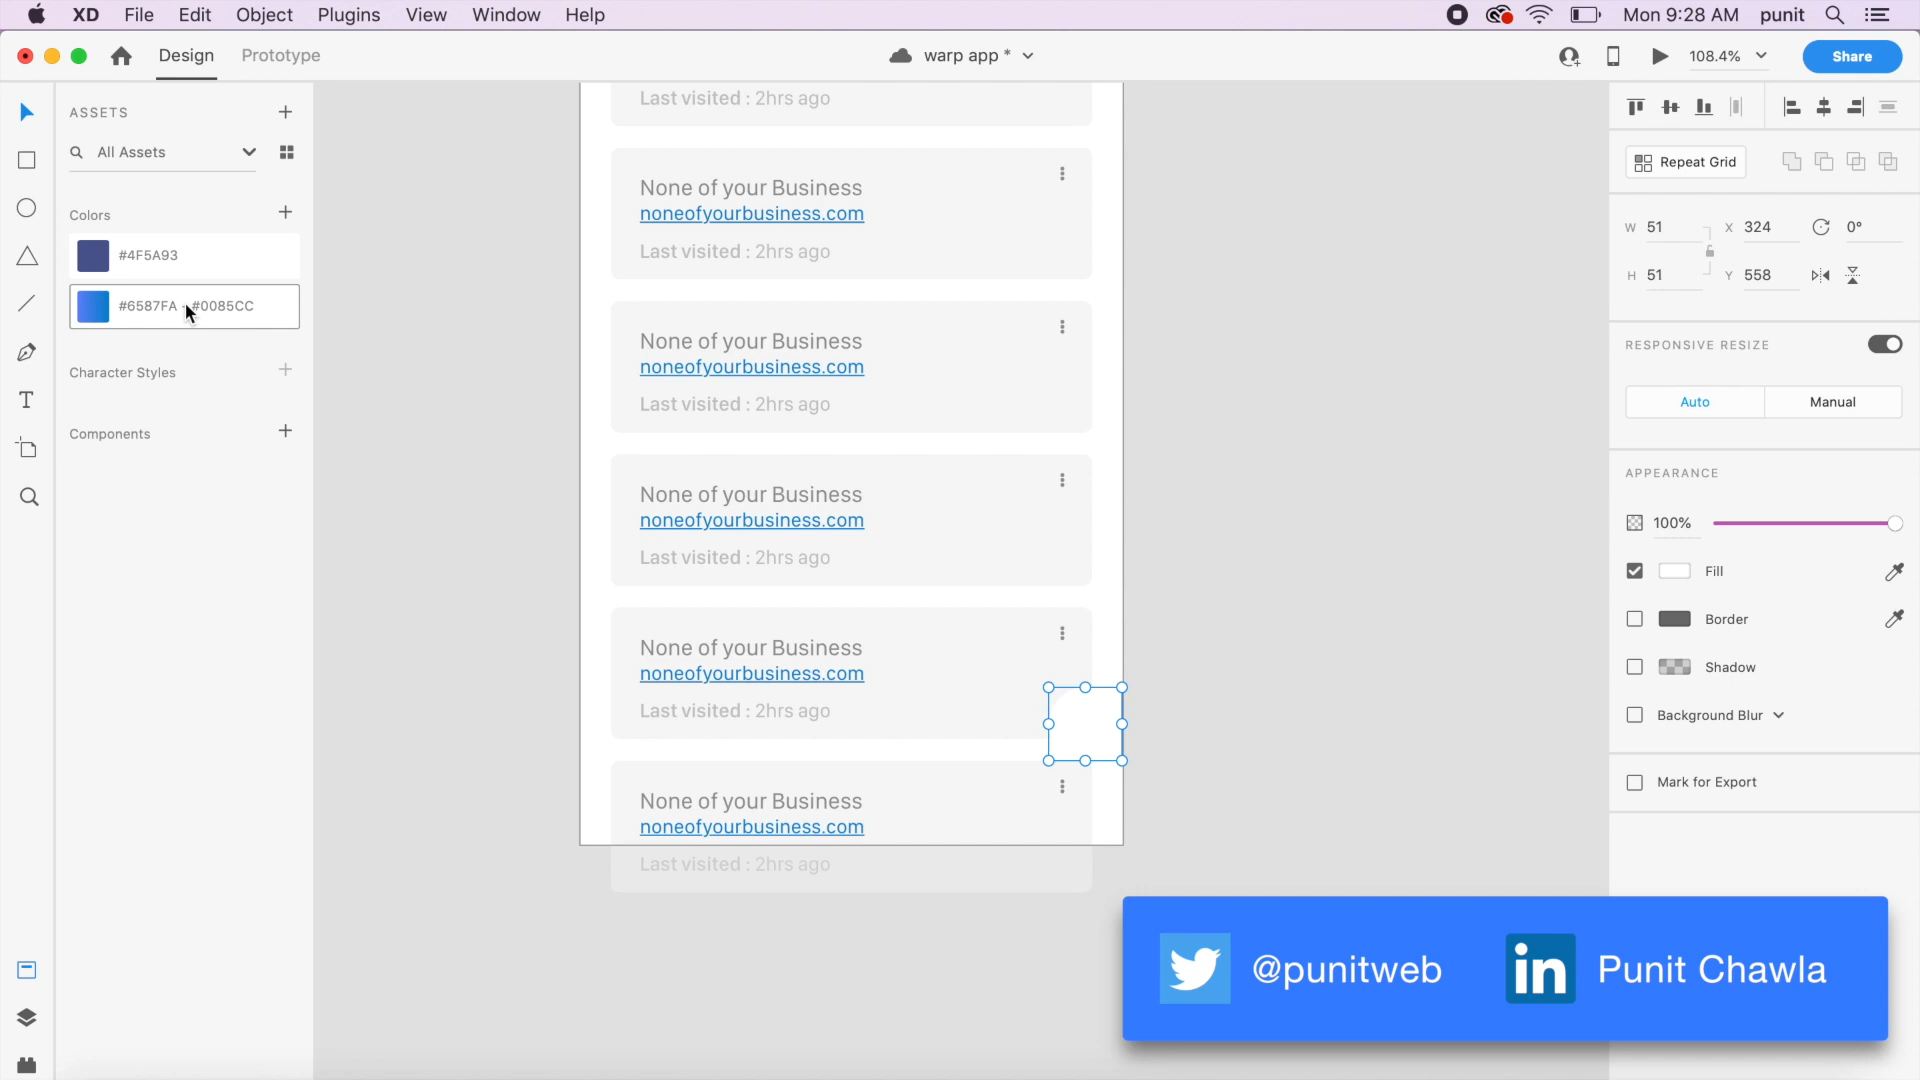 XD File Edit Object Plugins View Window Help
Mon 9:28 AM punit
Design Prototype
warp app *
108.4%
Share
ASSETS
All Assets
Colors
#4F5A93
#6587FA - #0085CC
Character Styles
Components
Last visited : 2hrs ago
None of your Business
noneofyourbusiness.com
Last visited : 2hrs ago
None of your Business
noneofyourbusiness.com
Last visited : 2hrs ago
None of your Business
noneofyourbusiness.com
Last visited : 2hrs ago
None of your Business
noneofyourbusiness.com
Last visited : 2hrs ago
None of your Business
noneofyourbusiness.com
Last visited : 2hrs ago
Repeat Grid
W 51 X 324 0°
H 51 Y 558
RESPONSIVE RESIZE
Auto Manual
APPEARANCE
100%
Fill
Border
Shadow
Background Blur
Mark for Export
@punitweb in Punit Chawla